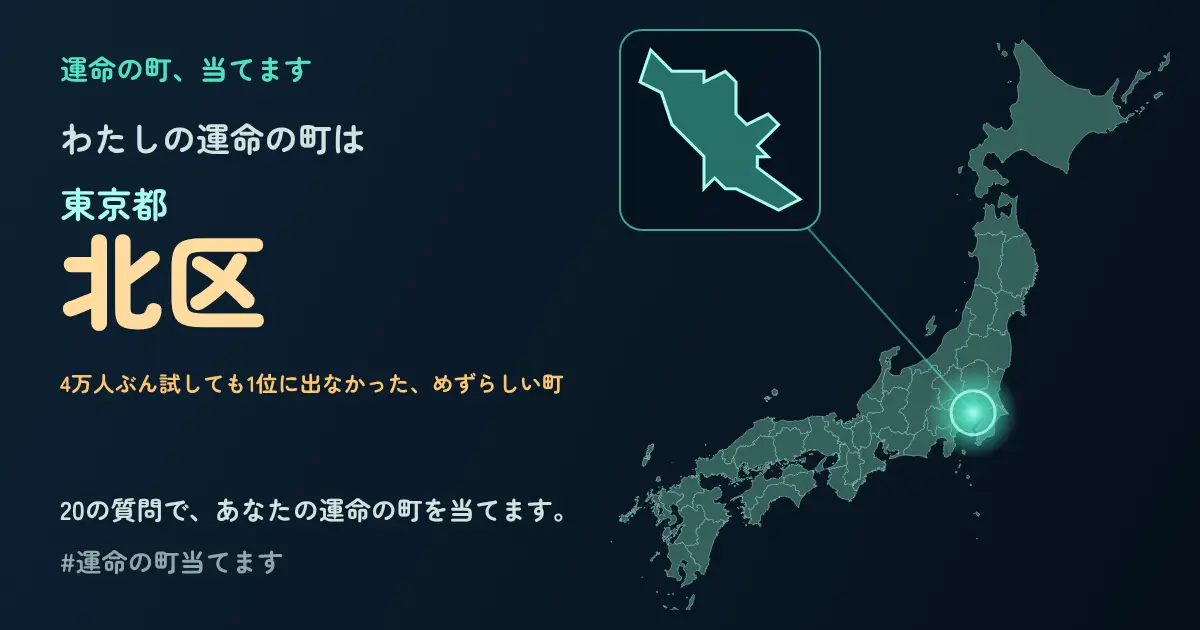 運命の町、当てます
わたしの運命の町は
東京都
北区
4万人ぶん試しても1位に出なかった、めずらしい町
20の質問で、あなたの運命の町を当てます。
#運命の町当てます